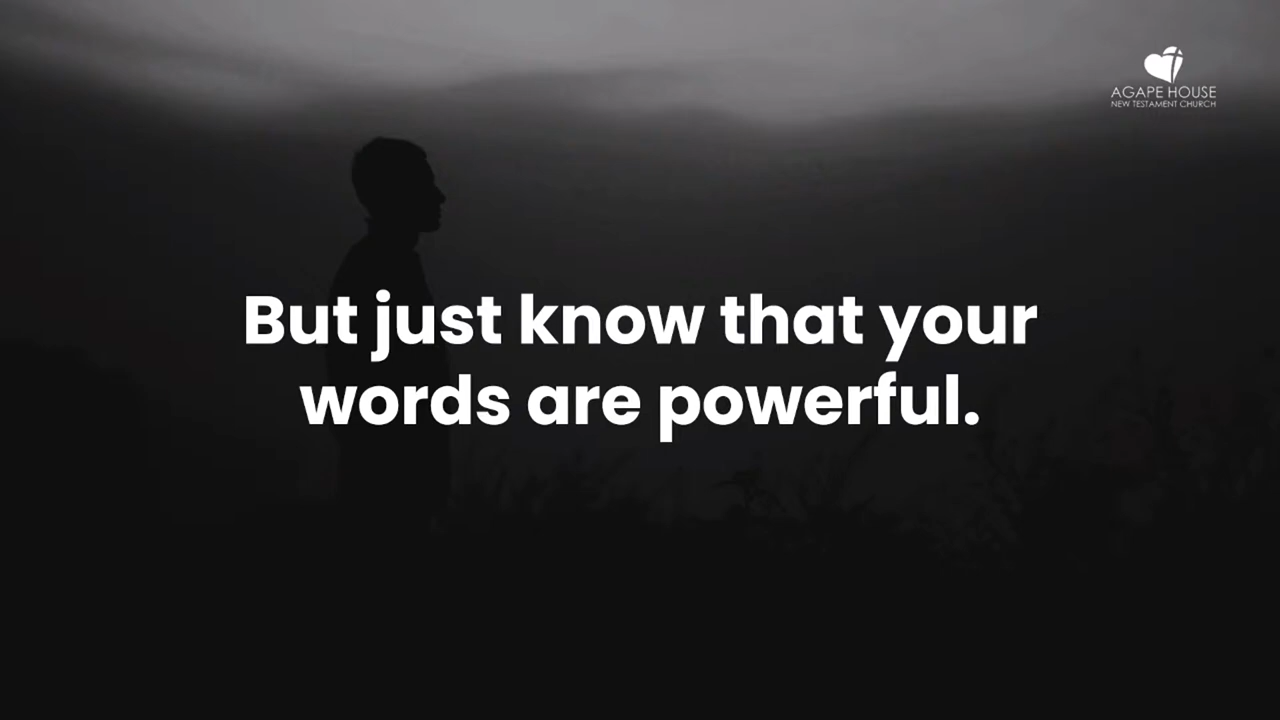 AGAPE HOUSE
NEW TESTAMENT CHURCH
But just know that your
words are powerful.